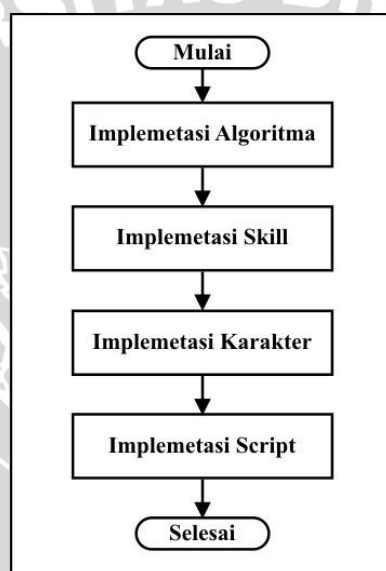 Mulai
Implemetasi Algoritma
Implemetasi Skill
Implemetasi Karakter
Implemetasi Script
Selesai